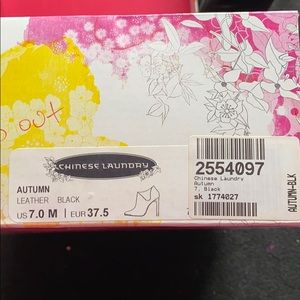 out
CHINESE LAUNDRY
AUTUMN
LEATHER BLACK
US 7.0 M | EUR 37.5
2554097
Chinese Laundry
Autumn
7, Black
sk 1774027
AUTUMN-BLK